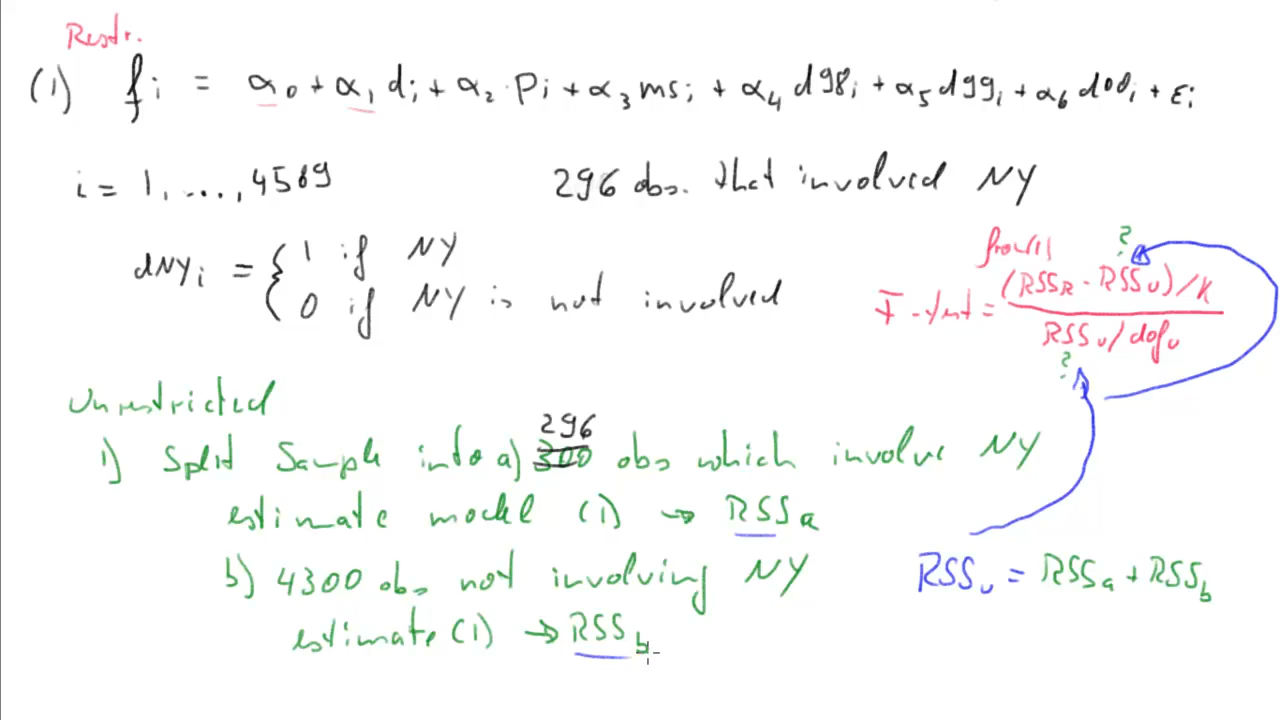 Restr.
(1) fi = α0 + α1 di + α2 · Pi + α3 msi + α4 d98i + α5 d99i + α6 d00i + εi
i = 1, ..., 4589 296 obs. that involved NY
dNYi = { 1 if NY
0 if NY is not involved
from (1) ?
F-test = (RSSR - RSSu)/K
RSSu/dofu
?
Unrestricted
296
1) Split Sample into a) 300 obs which involve NY
estimate model (1) → RSSa
b) 4300 obs not involving NY
RSSu = RSSa + RSSb
estimate (1) → RSSb